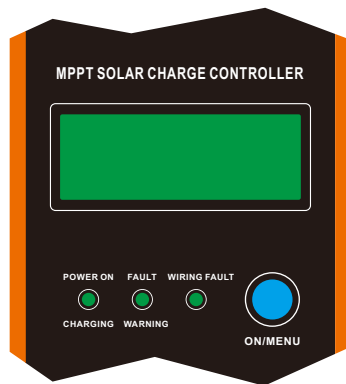 MPPT SOLAR CHARGE CONTROLLER
POWER ON FAULT WIRING FAULT
CHARGING WARNING
ON/MENU